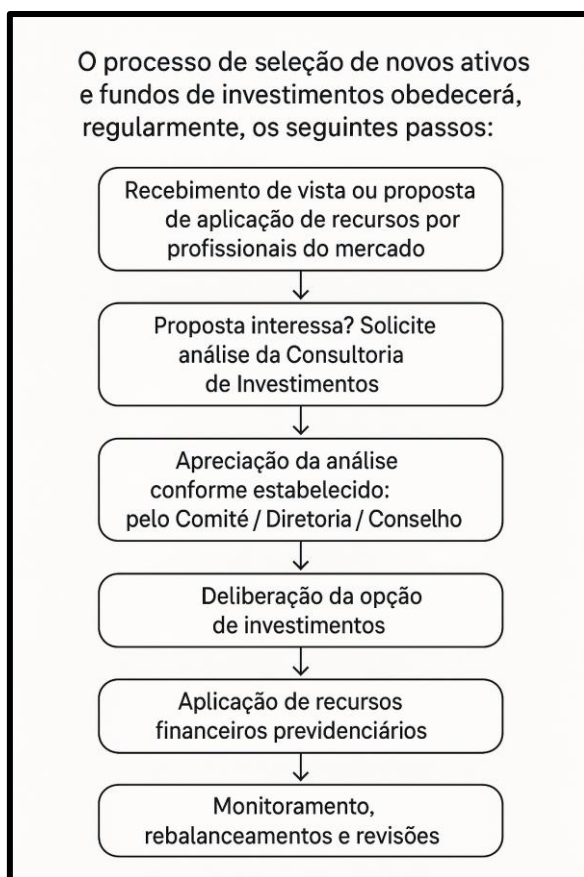 O processo de seleção de novos ativos
e fundos de investimentos obedecerá,
regularmente, os seguintes passos:
Recebimento de vista ou proposta
de aplicação de recursos por
profissionais do mercado
Proposta interessa? Solicite
análise da Consultoria
de Investimentos
Apreciação da análise
conforme estabelecido:
pelo Comité / Diretoria / Conselho
Deliberação da opção
de investimentos
Aplicação de recursos
financeiros previdenciários
Monitoramento,
rebalanceamentos e revisões